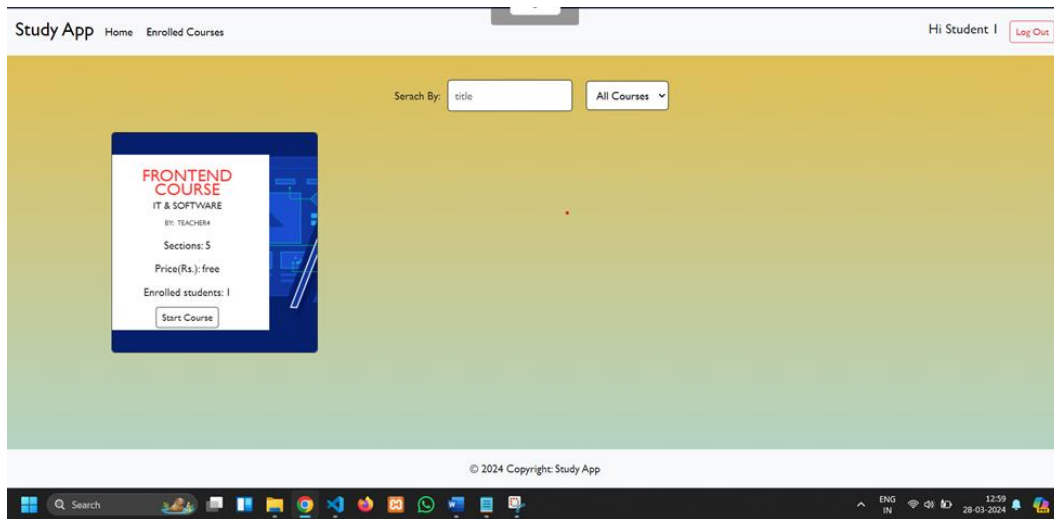 Study App Home Enrolled Courses Hi Student 1 Log Out
Serach By: title All Courses
FRONTEND
COURSE
IT & SOFTWARE
BY: TEACHER4
Sections: 5
Price(Rs.): free
Enrolled students: 1
Start Course
© 2024 Copyright: Study App
Search ENG 12:59
IN 28-03-2024